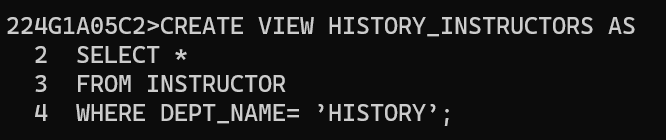 224G1A05C2>CREATE VIEW HISTORY_INSTRUCTORS AS
2 SELECT *
3 FROM INSTRUCTOR
4 WHERE DEPT_NAME= ’HISTORY’;